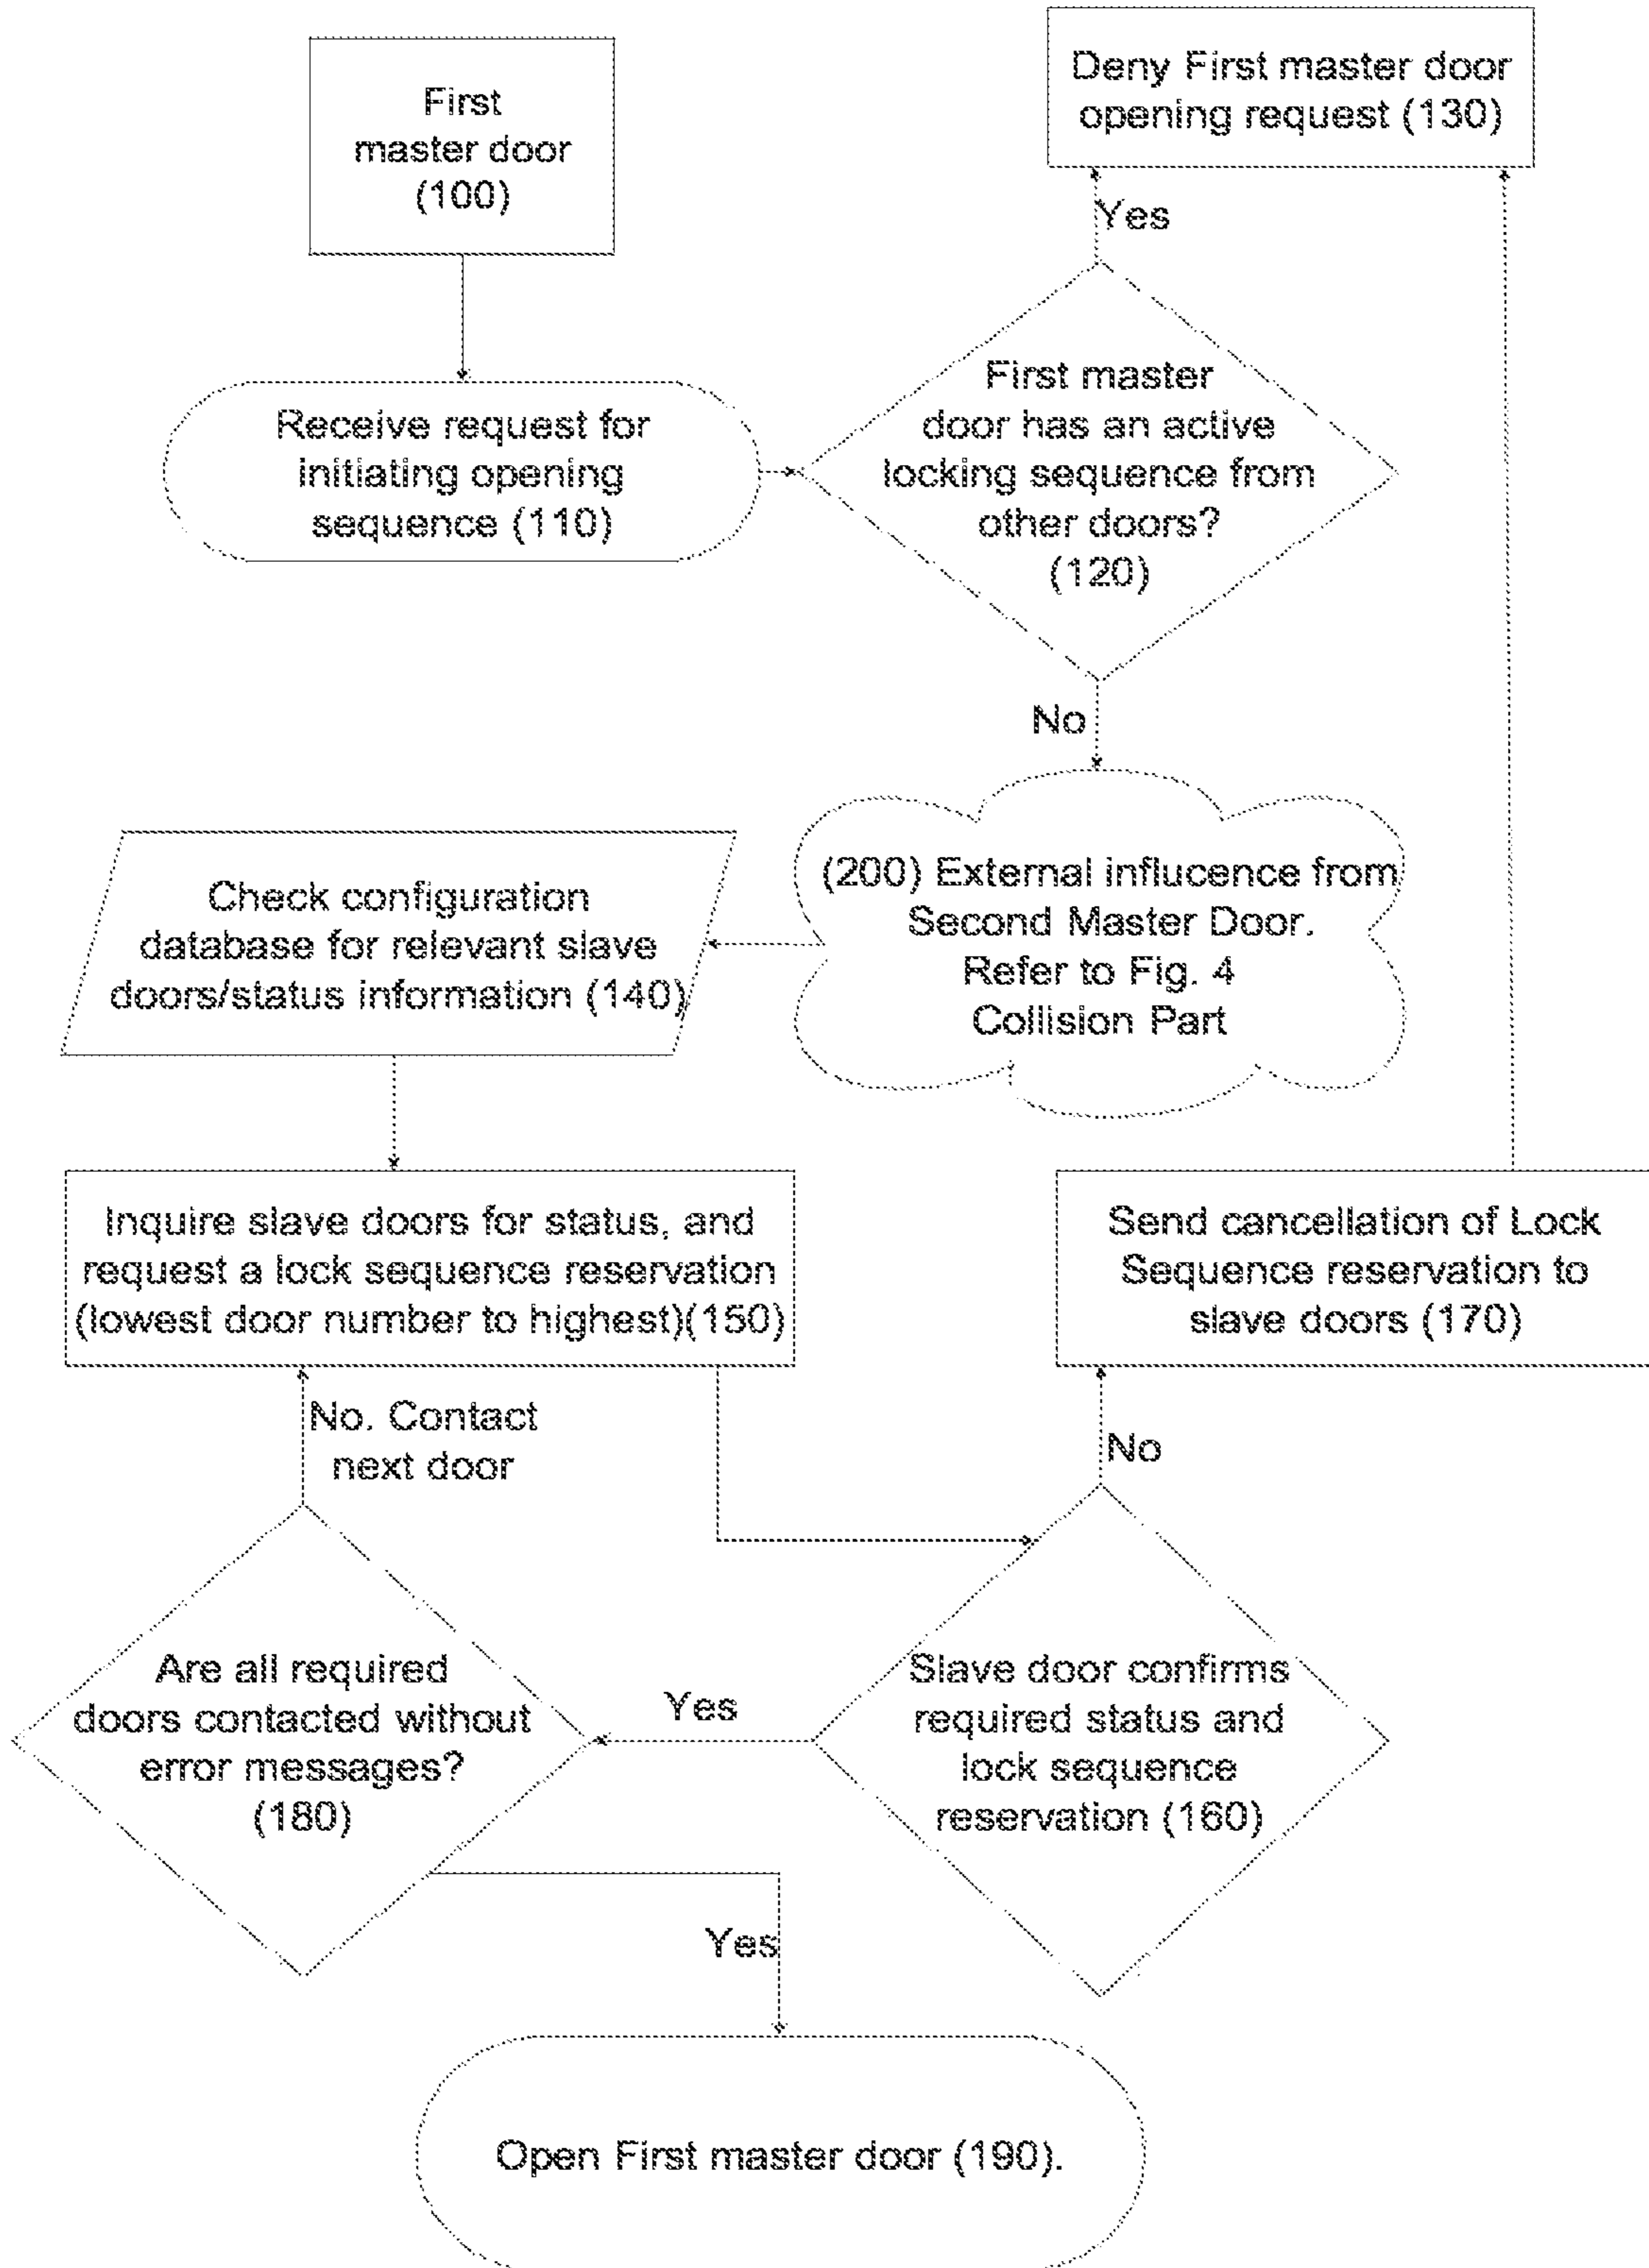 First
master door
(100)
Deny First master door
opening request (130)
Yes
Receive request for
initiating opening
sequence (110)
First master
door has an active
locking sequence from
other doors?
(120)
No
(200) External influcence from
Second Master Door.
Refer to Fig. 4
Collision Part
Check configuration
database for relevant slave
doors/status information (140)
Inquire slave doors for status, and
request a lock sequence reservation
(lowest door number to highest)(150)
Send cancellation of Lock
Sequence reservation to
slave doors (170)
No. Contact
next door
No
Are all required
doors contacted without
error messages?
(180)
Yes
Slave door confirms
required status and
lock sequence
reservation (160)
Yes
Open First master door (190).